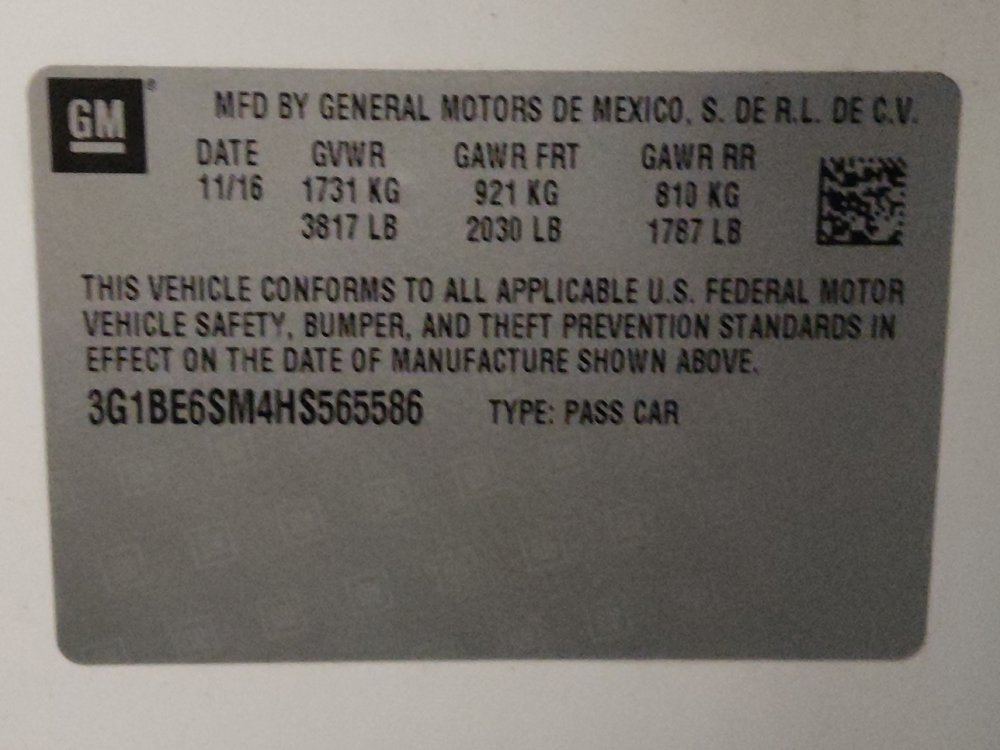 GM®
MFD BY GENERAL MOTORS DE MEXICO, S. DE R.L. DE C.V.
DATE GVWR GAWR FRT GAWR RR
11/16 1731 KG 921 KG 810 KG
3817 LB 2030 LB 1787 LB
THIS VEHICLE CONFORMS TO ALL APPLICABLE U.S. FEDERAL MOTOR
VEHICLE SAFETY, BUMPER, AND THEFT PREVENTION STANDARDS IN
EFFECT ON THE DATE OF MANUFACTURE SHOWN ABOVE.
3G1BE6SM4HS565586 TYPE: PASS CAR